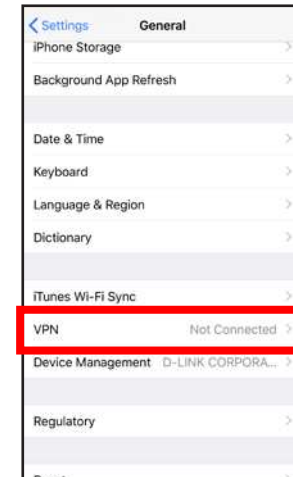 Settings General
iPhone Storage
Background App Refresh
Date & Time
Keyboard
Language & Region
Dictionary
iTunes Wi-Fi Sync
VPN Not Connected
Device Management D-LINK CORPORA...
Regulatory